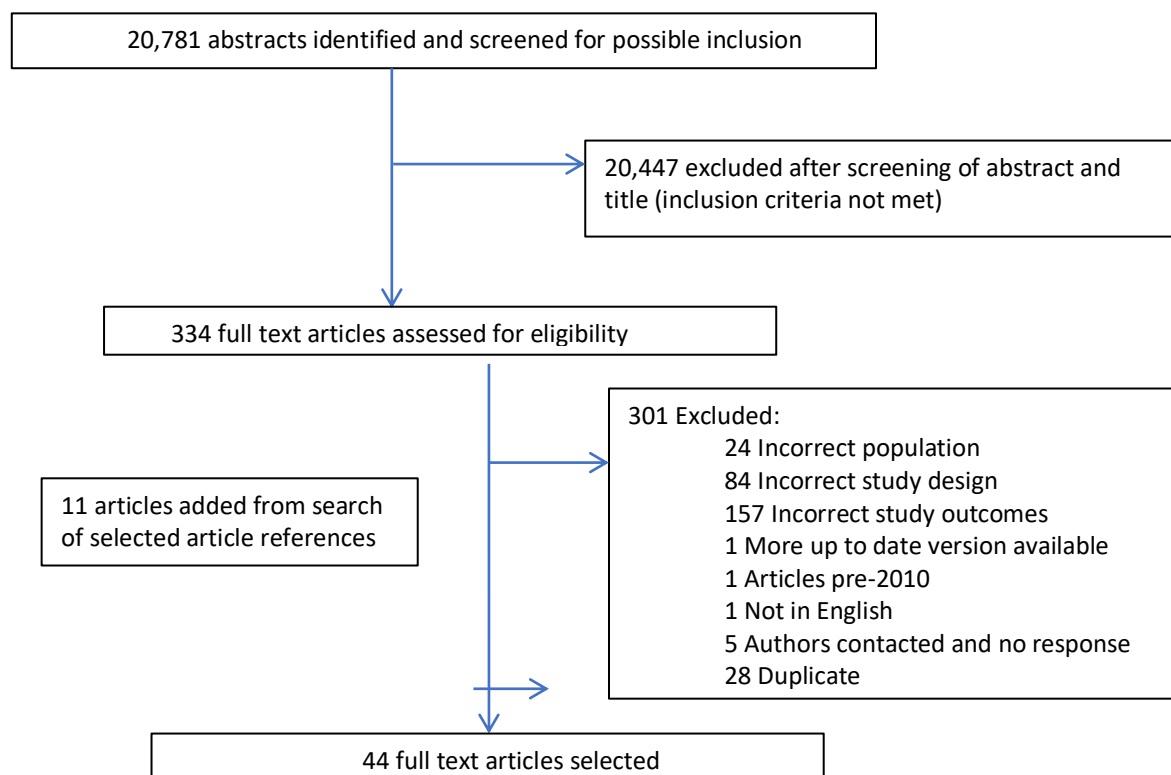 20,781 abstracts identified and screened for possible inclusion
20,447 excluded after screening of abstract and
title (inclusion criteria not met)
334 full text articles assessed for eligibility
301 Excluded:
24 Incorrect population
84 Incorrect study design
157 Incorrect study outcomes
1 More up to date version available
1 Articles pre-2010
1 Not in English
5 Authors contacted and no response
28 Duplicate
11 articles added from search
of selected article references
44 full text articles selected